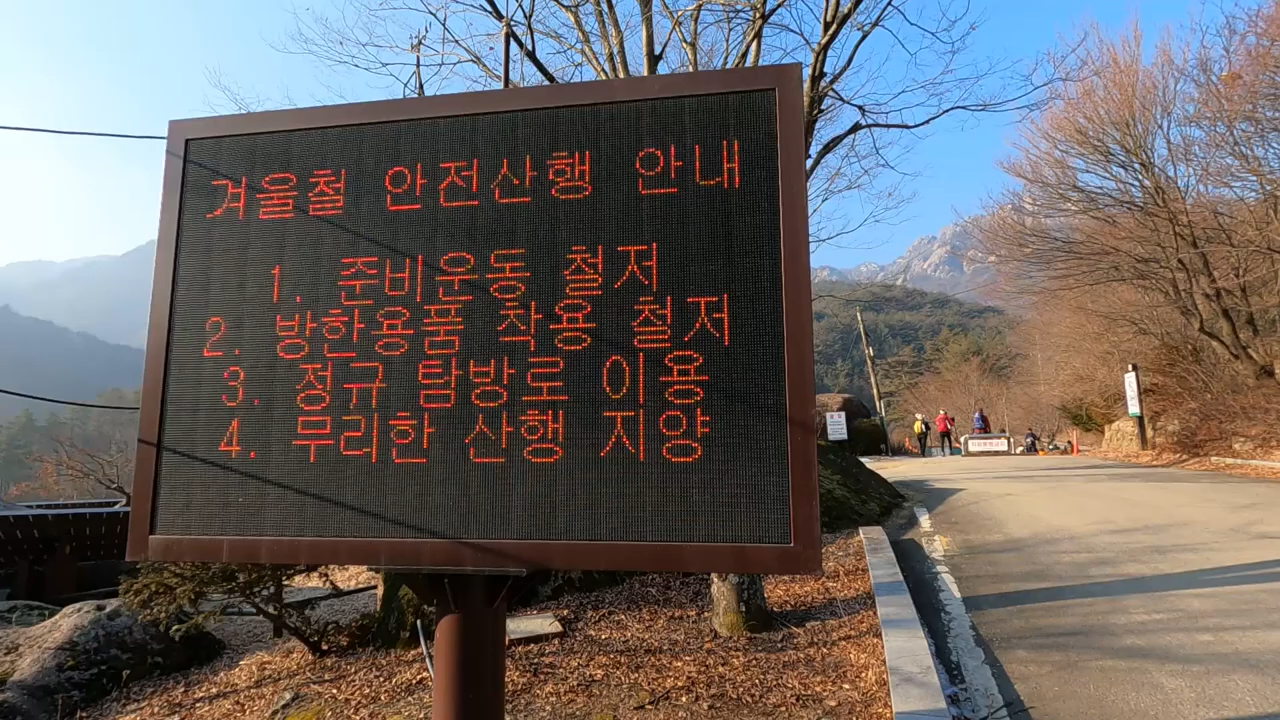 겨울철 안전산행 안내
1. 준비운동 철저
2. 방한용품 착용 철저
3. 정규 탐방로 이용
4. 무리한 산행 지양